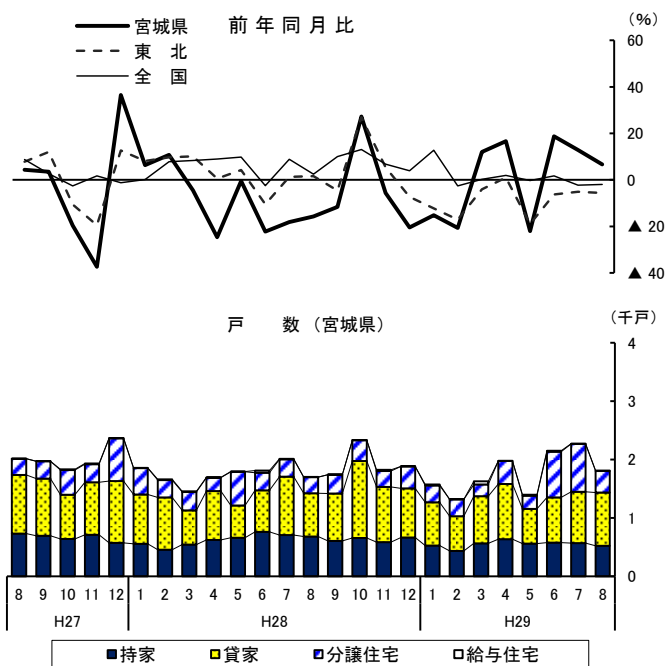 宮城県 前年同月比
東 北
全 国
(％)
60
40
20
0
▲ 20
▲ 40
戸 数（宮城県）
（千戸）
4
3
2
1
0
8 9 10 11 12 1 2 3 4 5 6 7 8 9 10 11 12 1 2 3 4 5 6 7 8
H27 H28 H29
持家 貸家 分譲住宅 給与住宅